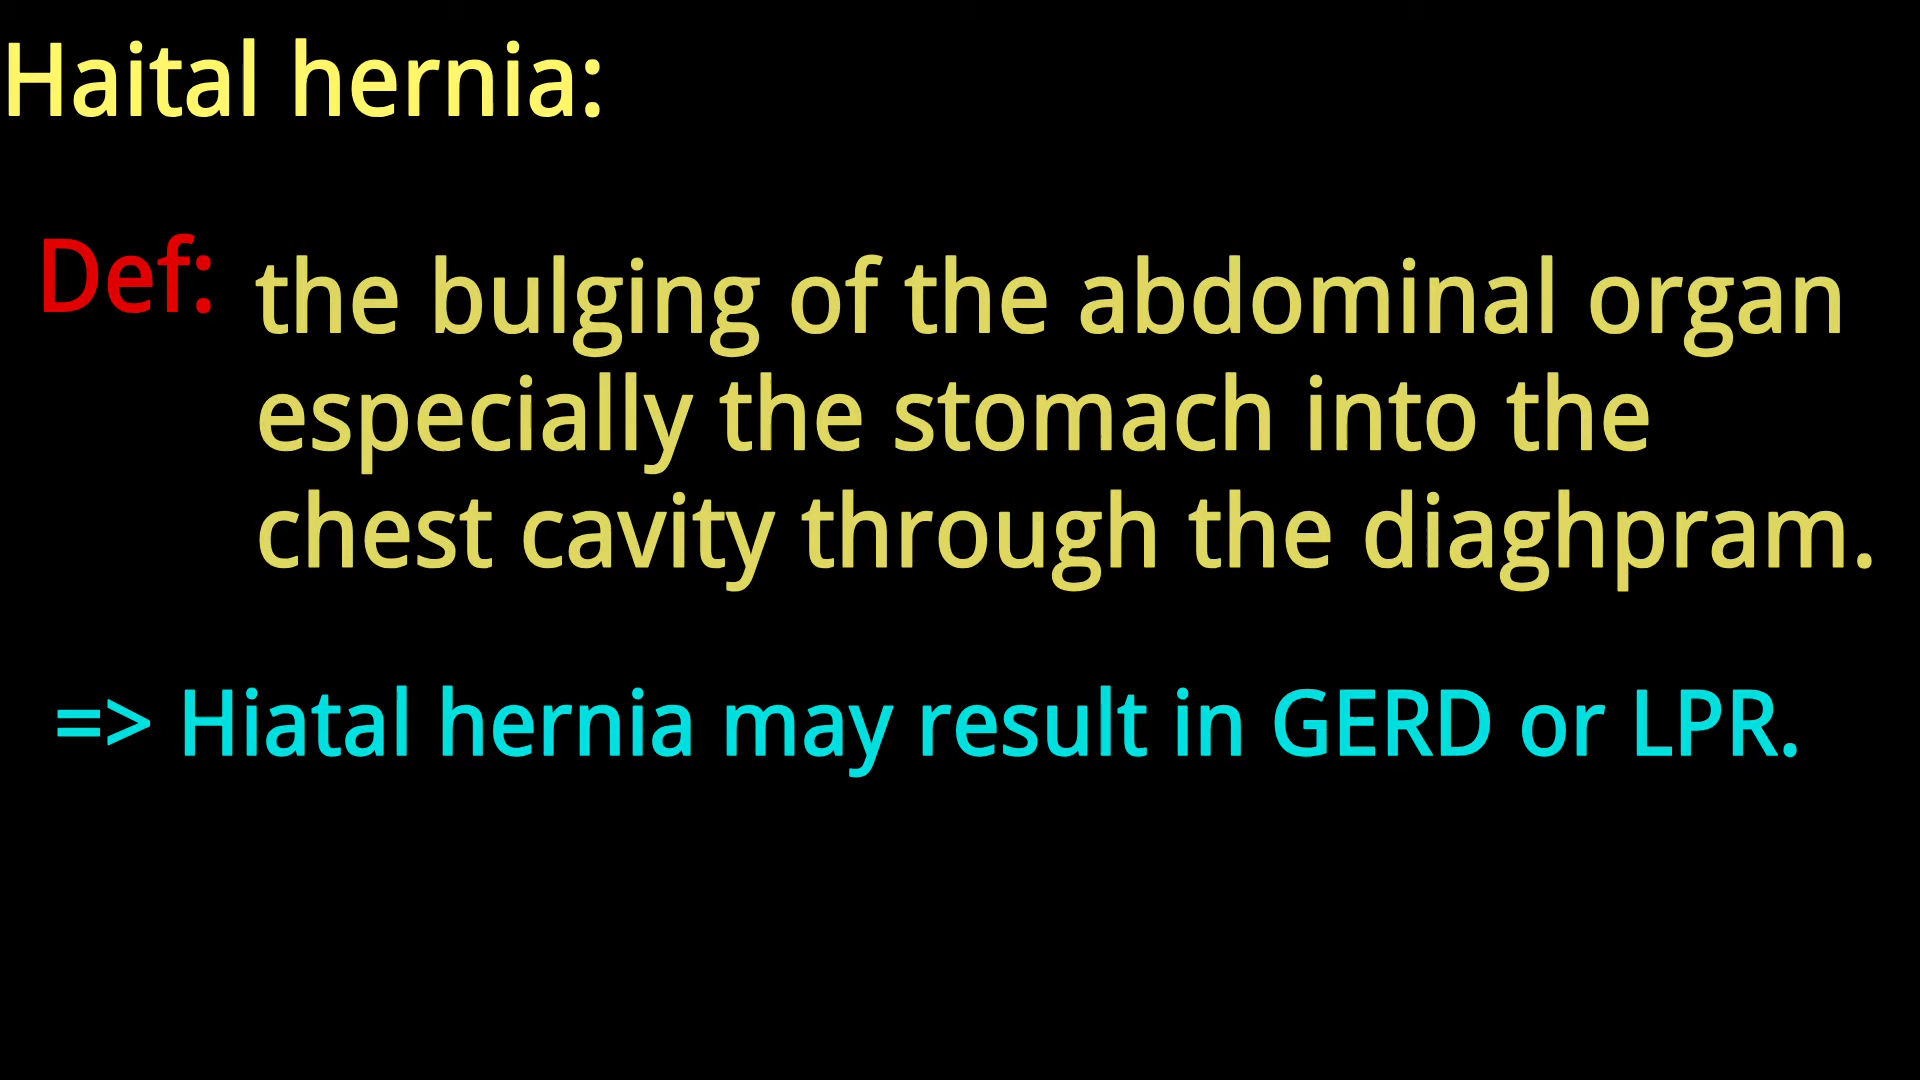 Haital hernia:
Def: the bulging of the abdominal organ
especially the stomach into the
chest cavity through the diaghpram.
=> Hiatal hernia may result in GERD or LPR.